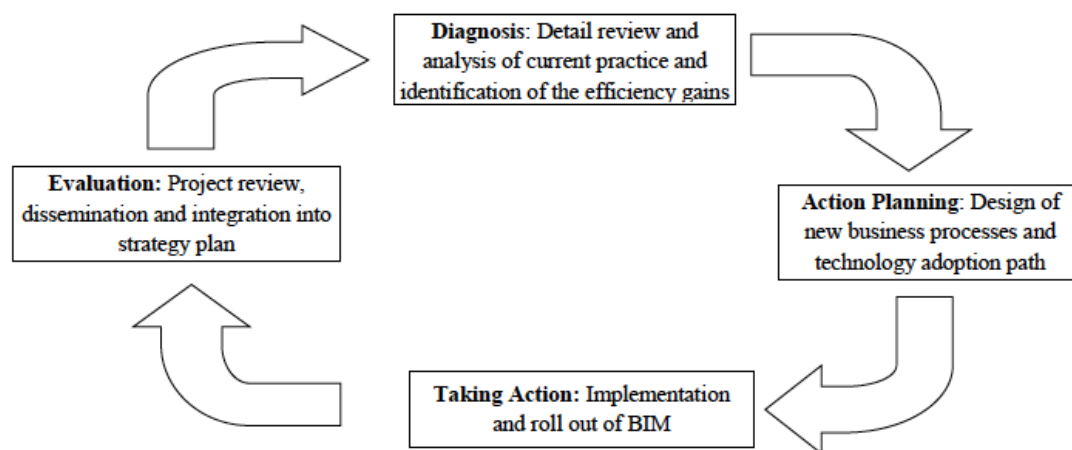 Diagnosis: Detail review and
analysis of current practice and
identification of the efficiency gains
Evaluation: Project review,
dissemination and integration into
strategy plan
Action Planning: Design of
new business processes and
technology adoption path
Taking Action: Implementation
and roll out of BIM